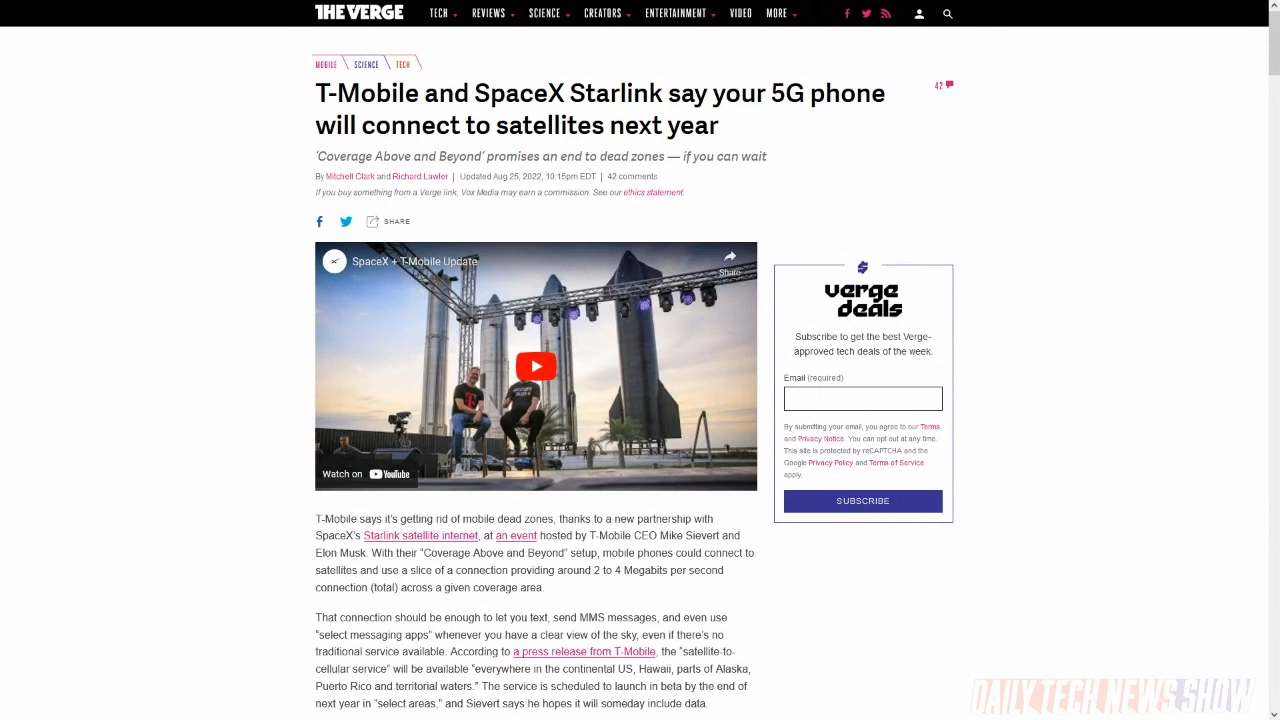 THE VERGE
TECH REVIEWS SCIENCE CREATORS ENTERTAINMENT VIDEO MORE
MOBILE SCIENCE TECH
T-Mobile and SpaceX Starlink say your 5G phone
will connect to satellites next year
42
‘Coverage Above and Beyond’ promises an end to dead zones — if you can wait
By Mitchell Clark and Richard Lawler | Updated Aug 25, 2022, 10:15pm EDT | 42 comments
If you buy something from a Verge link, Vox Media may earn a commission. See our ethics statement.
SHARE
SpaceX + T-Mobile Update
Share
Watch on YouTube
verge
deals
Subscribe to get the best Verge-
approved tech deals of the week.
Email (required)
By submitting your email, you agree to our Terms
and Privacy Notice. You can opt out at any time.
This site is protected by reCAPTCHA and the
Google Privacy Policy and Terms of Service
apply.
SUBSCRIBE
T-Mobile says it’s getting rid of mobile dead zones, thanks to a new partnership with
SpaceX’s Starlink satellite internet, at an event hosted by T-Mobile CEO Mike Sievert and
Elon Musk. With their “Coverage Above and Beyond” setup, mobile phones could connect to
satellites and use a slice of a connection providing around 2 to 4 Megabits per second
connection (total) across a given coverage area.
That connection should be enough to let you text, send MMS messages, and even use
“select messaging apps” whenever you have a clear view of the sky, even if there’s no
traditional service available. According to a press release from T-Mobile, the “satellite-to-
cellular service” will be available “everywhere in the continental US, Hawaii, parts of Alaska,
Puerto Rico and territorial waters.” The service is scheduled to launch in beta by the end of
next year in “select areas,” and Sievert says he hopes it will someday include data.
DAILY TECH NEWS SHOW